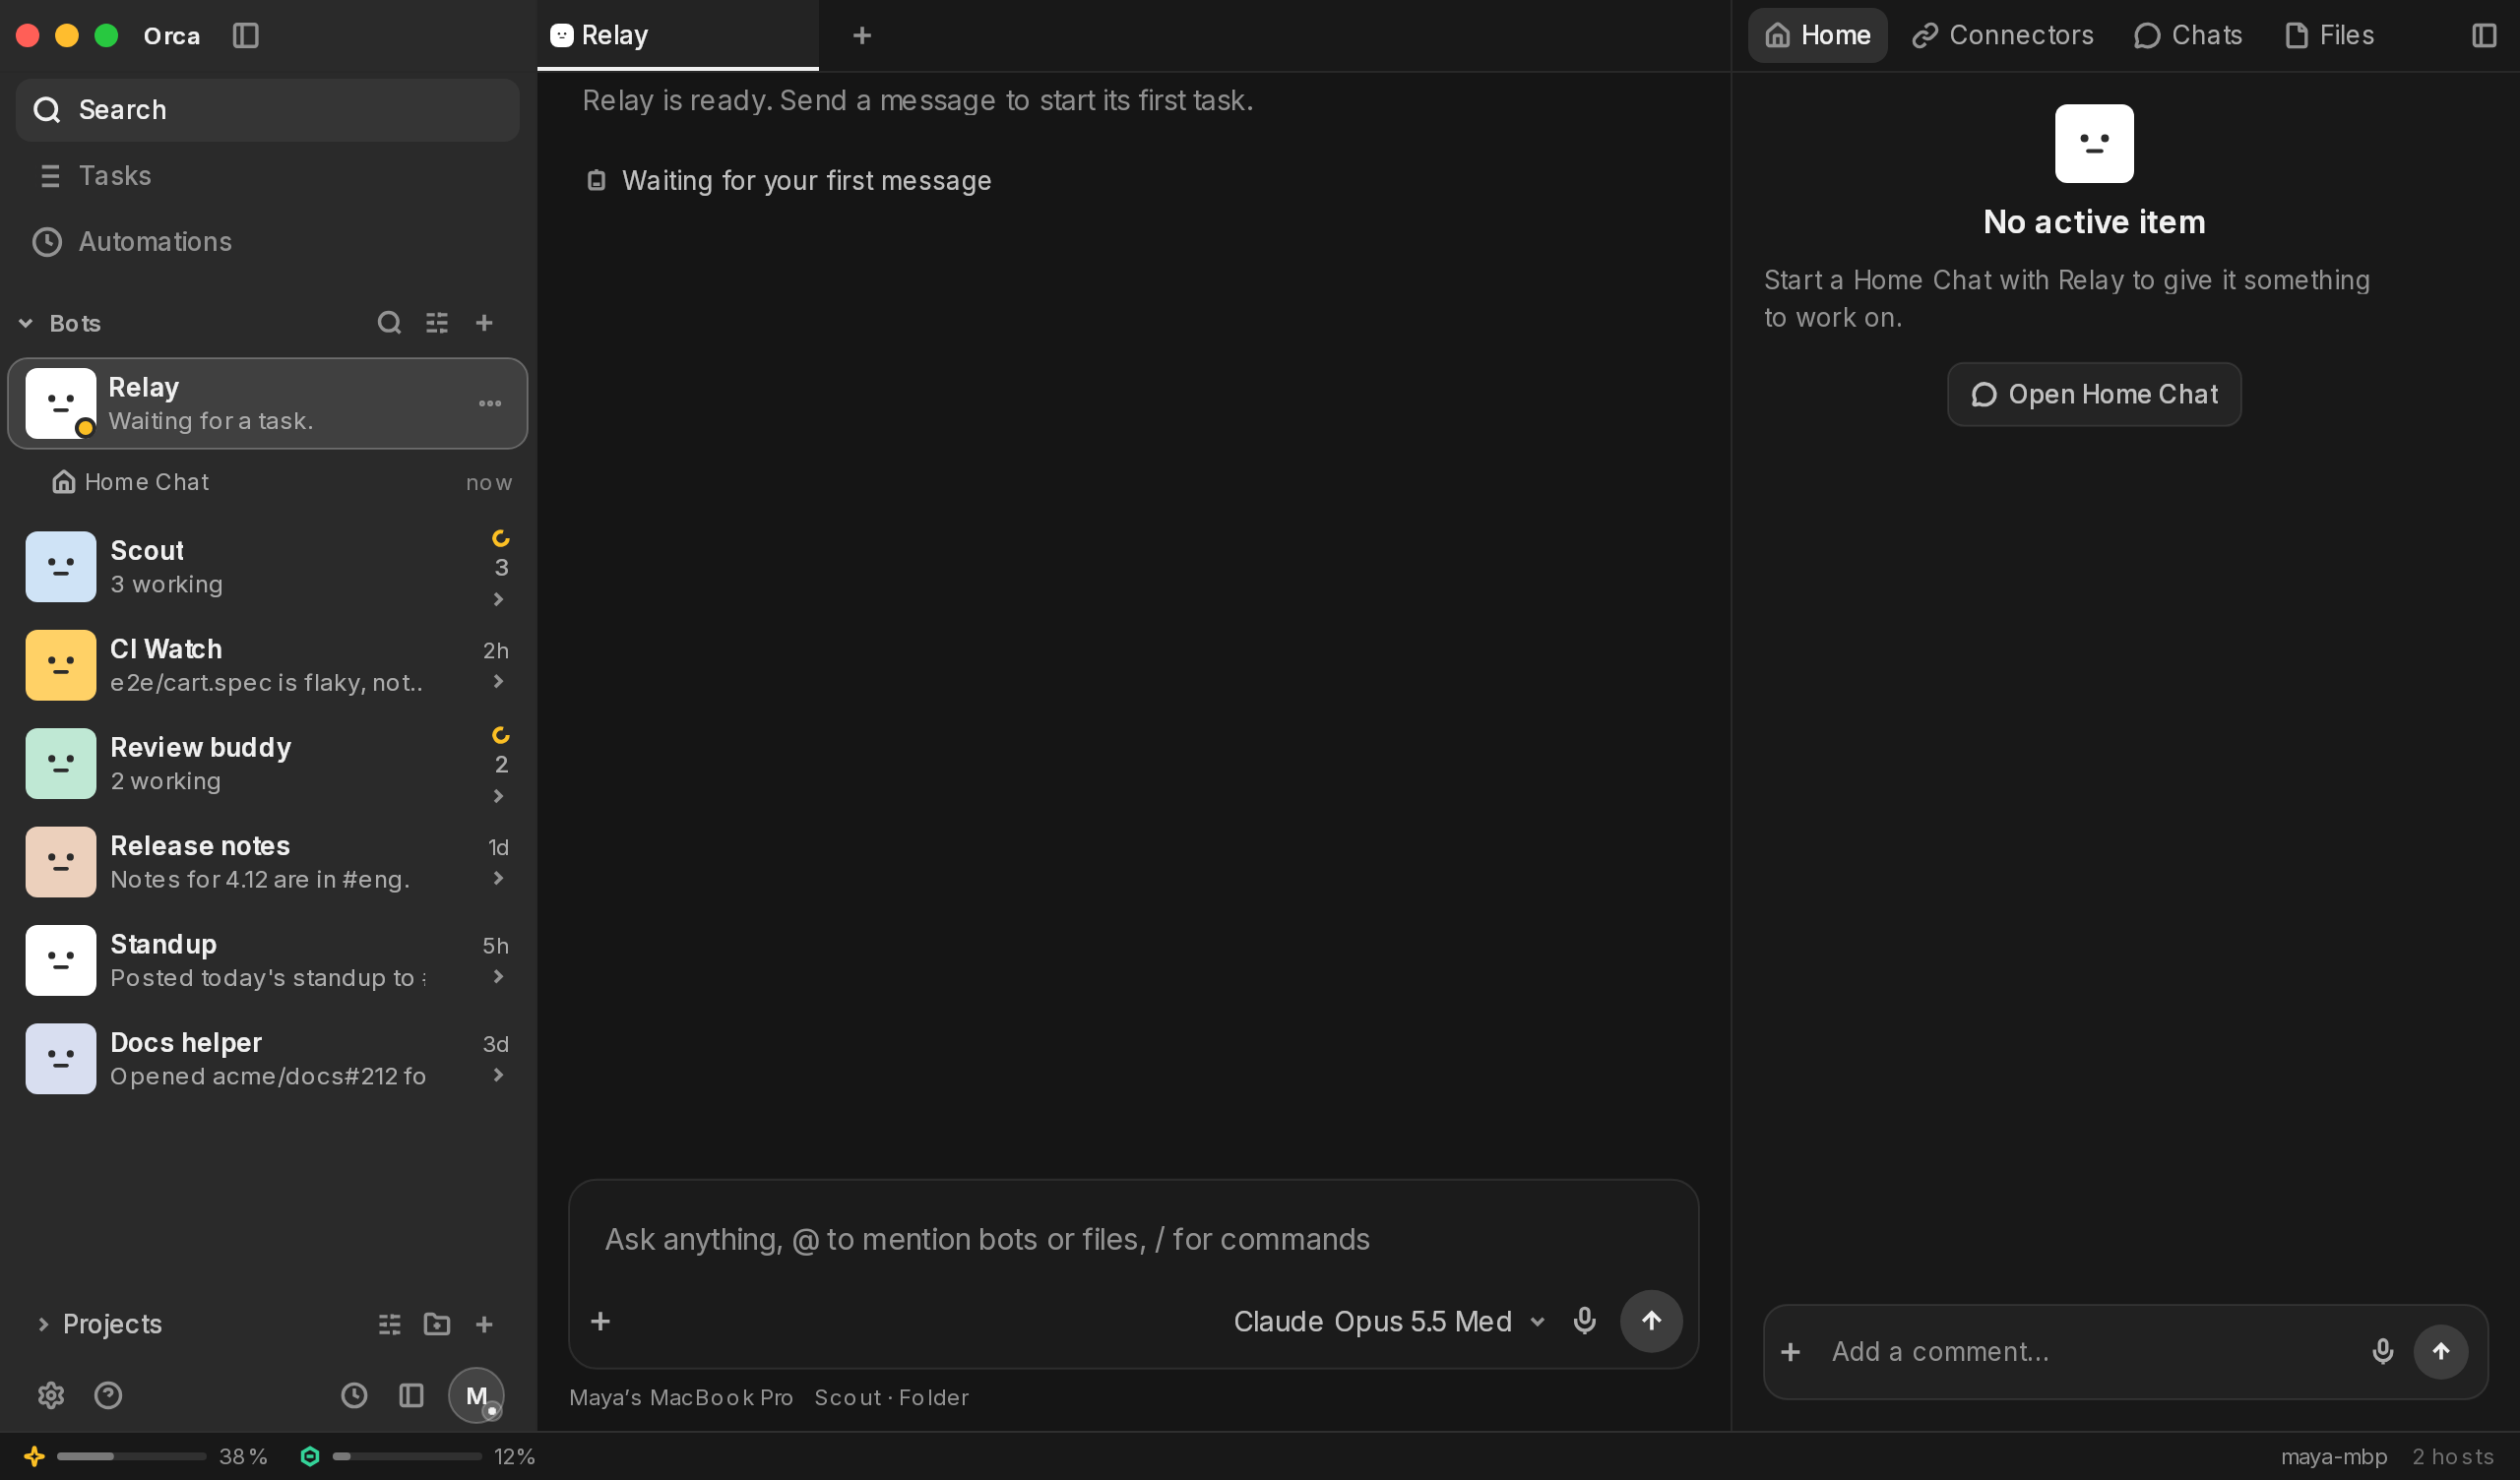 Orca
Search
Tasks
Automations
Bots
Relay
Waiting for a task.
Home Chat
now
Scout
3 working
3
CI Watch
2h
e2e/cart.spec is flaky, not..
Review buddy
2 working
2
Release notes
1d
Notes for 4.12 are in #eng.
Standup
5h
Posted today's standup to
Docs helper
3d
Opened acme/docs#212 fo
Projects
M
38%
12%
Relay
Relay is ready. Send a message to start its first task.
Waiting for your first message
Ask anything, @ to mention bots or files, / for commands
Claude Opus 5.5 Med
Maya’s MacBook Pro
Scout · Folder
Home
Connectors
Chats
Files
No active item
Start a Home Chat with Relay to give it something
to work on.
Open Home Chat
Add a comment...
maya-mbp
2 hosts